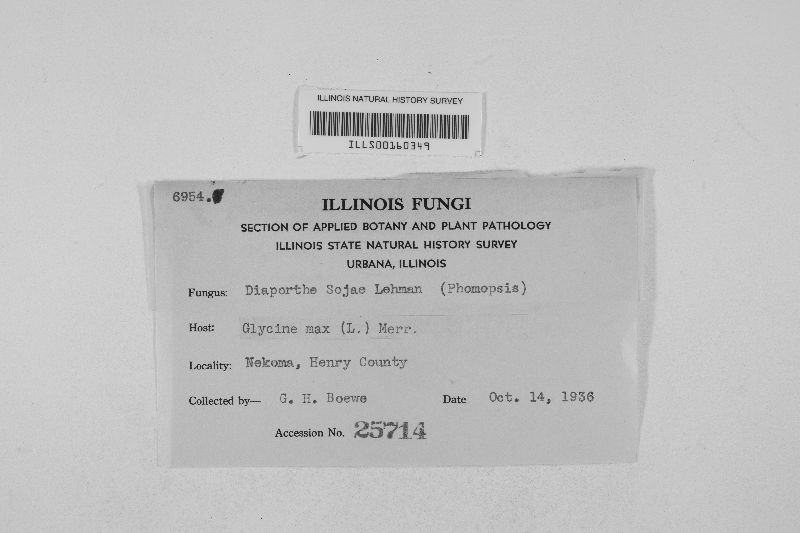 ILLINOIS NATURAL HISTORY SURVEY
ILLS00160349
6954.
ILLINOIS FUNGI
SECTION OF APPLIED BOTANY AND PLANT PATHOLOGY
ILLINOIS STATE NATURAL HISTORY SURVEY
URBANA, ILLINOIS
Fungus: Diaporthe Sojae Lehman (Phomopsis)
Host: Glycine max (L.) Merr.
Locality: Nekoma, Henry County
Collected by— G. H. Boewe Date Oct. 14, 1936
Accession No. 25714